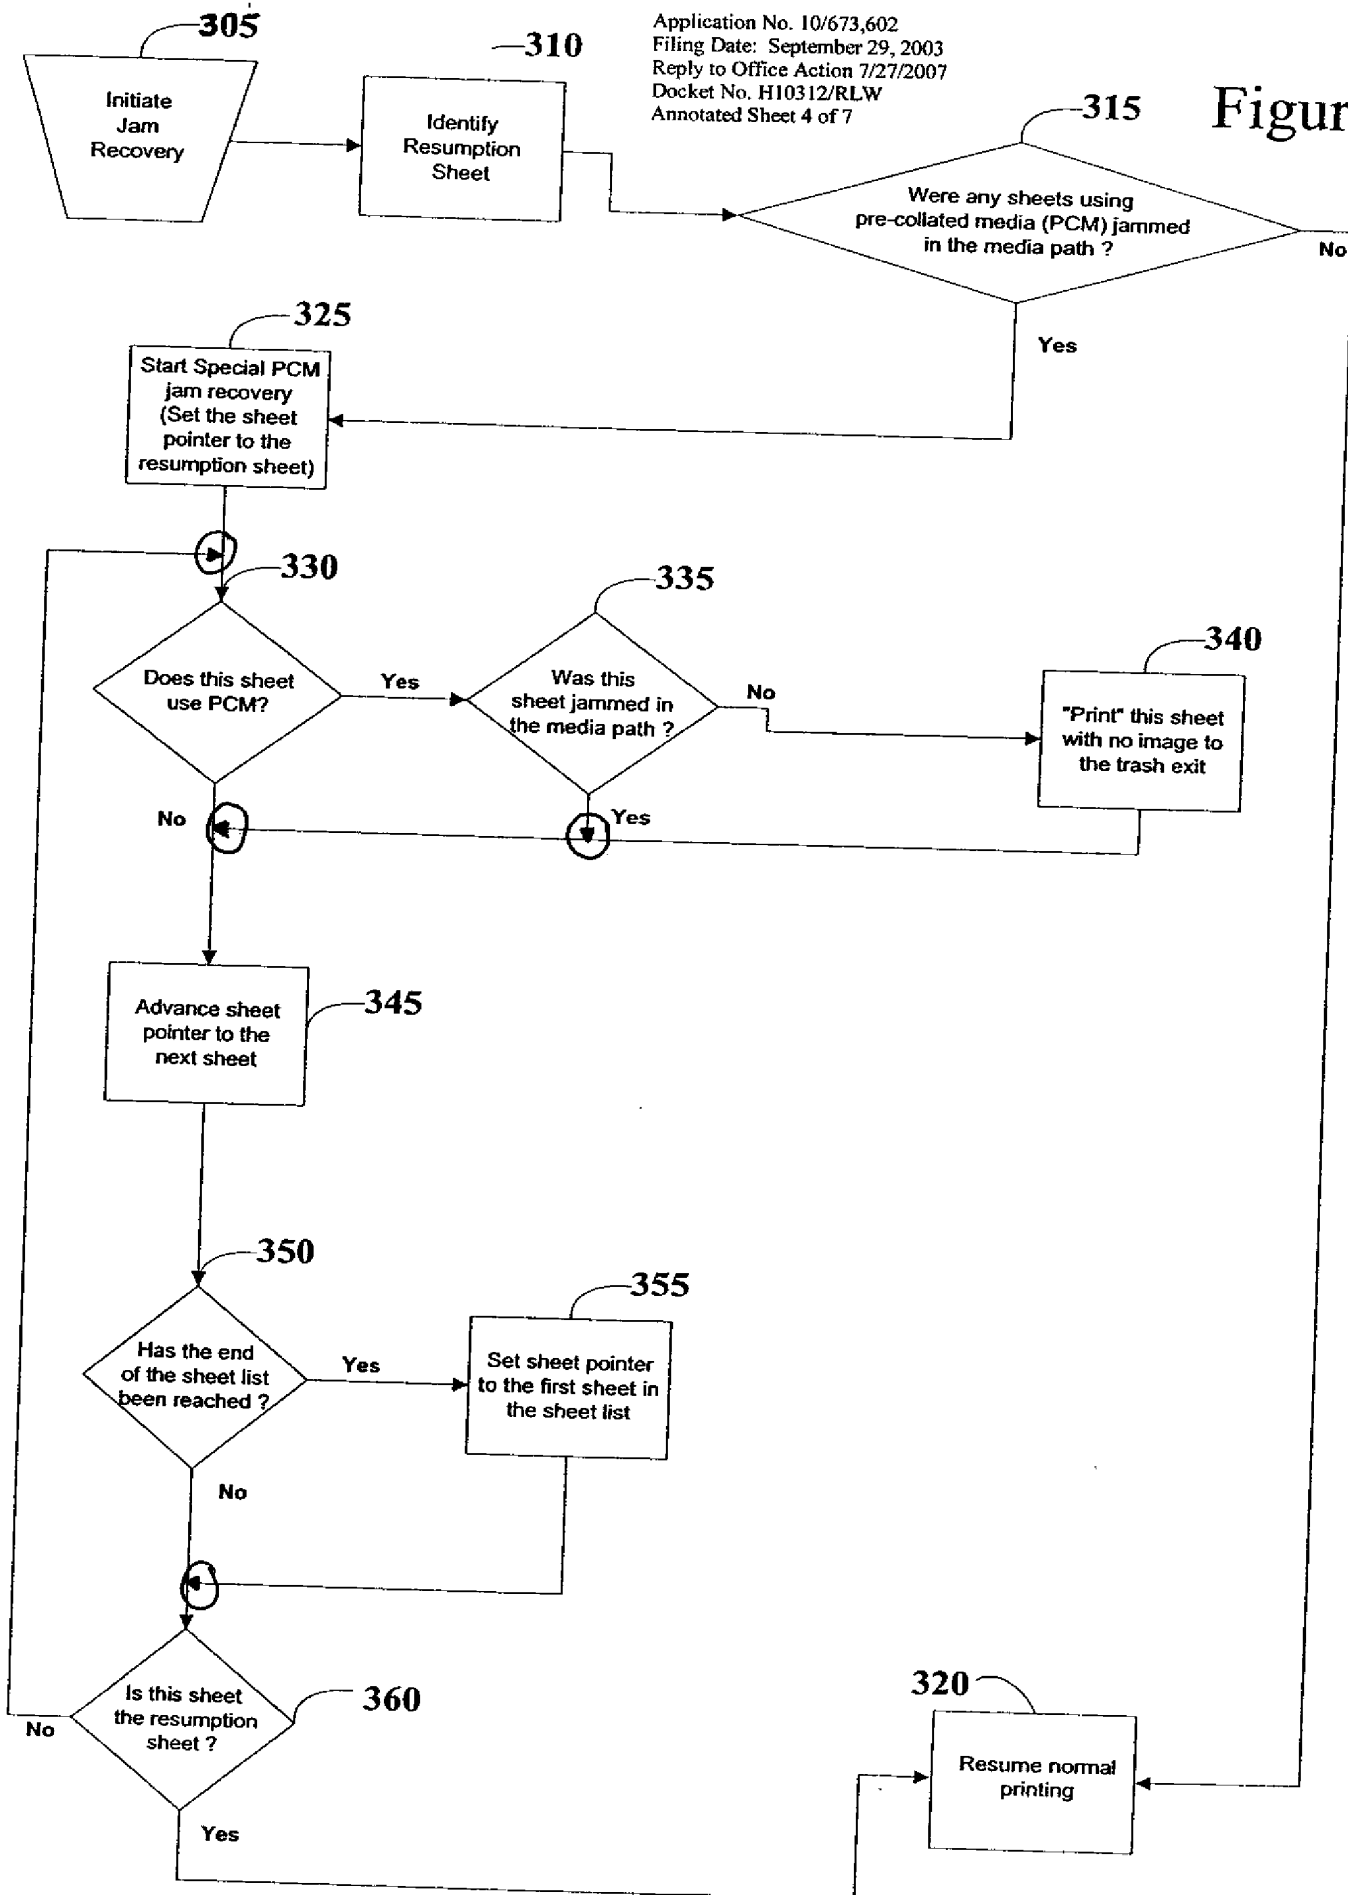 305
310
Application No. 10/673,602
Filing Date: September 29, 2003
Reply to Office Action 7/27/2007
Docket No. H10312/RLW
Annotated Sheet 4 of 7
315
Figur
Initiate
Jam
Recovery
Identify
Resumption
Sheet
Were any sheets using
pre-collated media (PCM) jammed
in the media path ?
No
Yes
325
Start Special PCM
jam recovery
(Set the sheet
pointer to the
resumption sheet)
330
335
340
Does this sheet
use PCM?
Yes
Was this
sheet jammed in
the media path ?
No
"Print" this sheet
with no image to
the trash exit
No
Yes
Advance sheet
pointer to the
next sheet
345
350
355
Has the end
of the sheet list
been reached ?
Yes
Set sheet pointer
to the first sheet in
the sheet list
No
Is this sheet
the resumption
sheet ?
360
No
Yes
320
Resume normal
printing